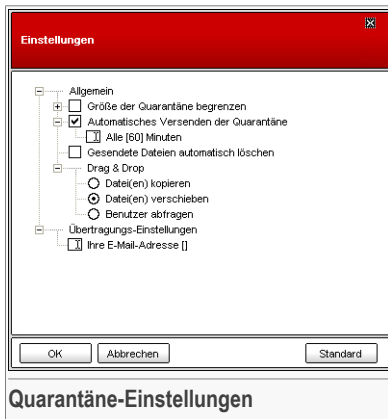 Einstellungen
Allgemein
Größe der Quarantäne begrenzen
Automatisches Versenden der Quarantäne
Alle [60] Minuten
Gesendete Dateien automatisch löschen
Drag & Drop
Datei(en) kopieren
Datei(en) verschieben
Benutzer abfragen
Übertragungs-Einstellungen
Ihre E-Mail-Adresse []
OK Abbrechen Standard
Quarantäne-Einstellungen